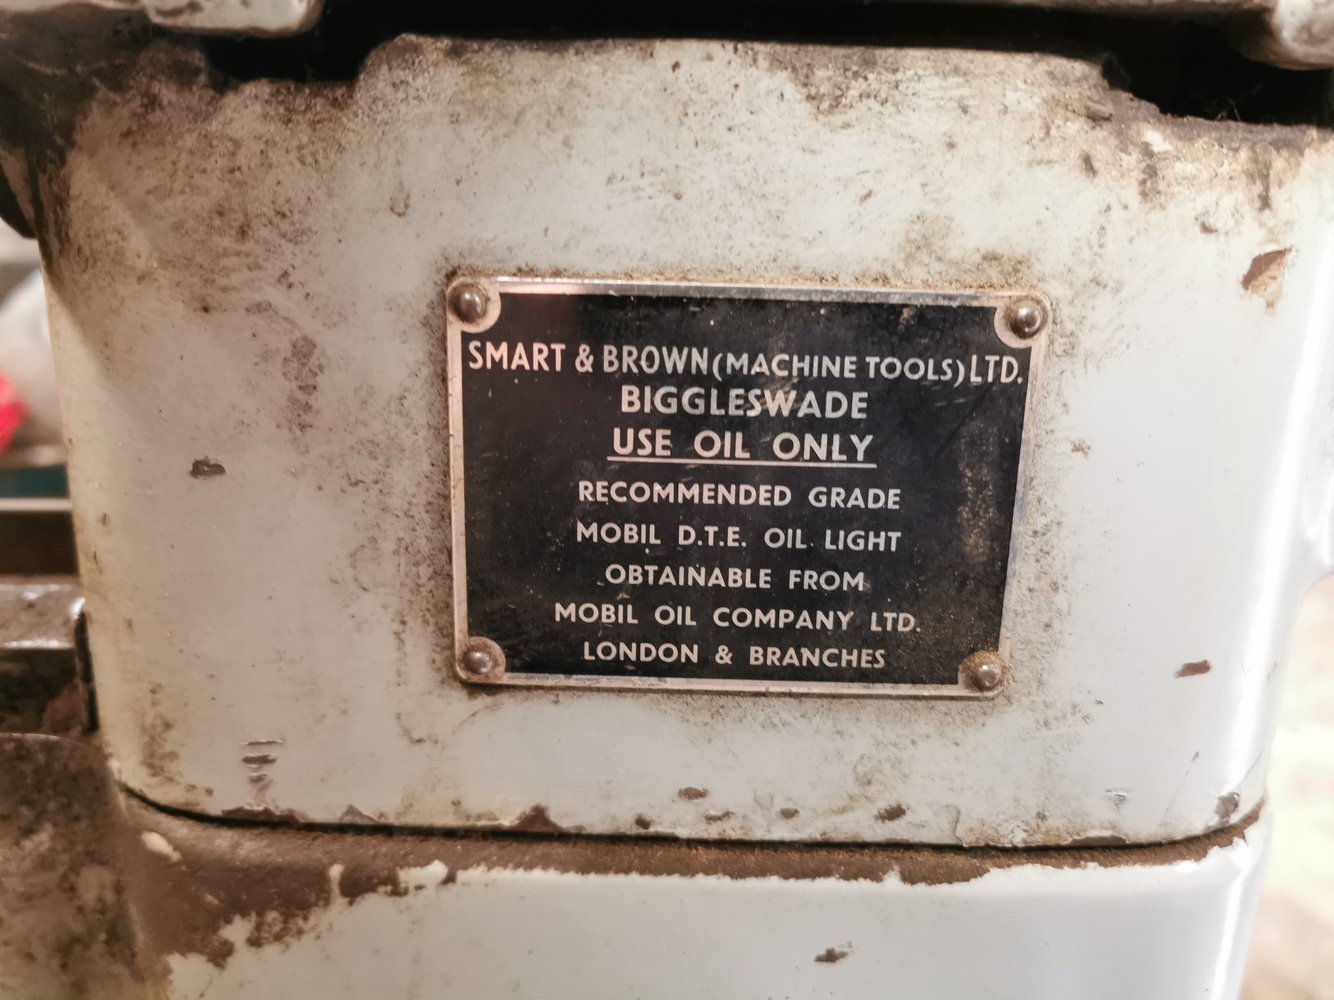 SMART & BROWN (MACHINE TOOLS) LTD.
BIGGLESWADE
USE OIL ONLY
RECOMMENDED GRADE
MOBIL D.T.E. OIL LIGHT
OBTAINABLE FROM
MOBIL OIL COMPANY LTD.
LONDON & BRANCHES